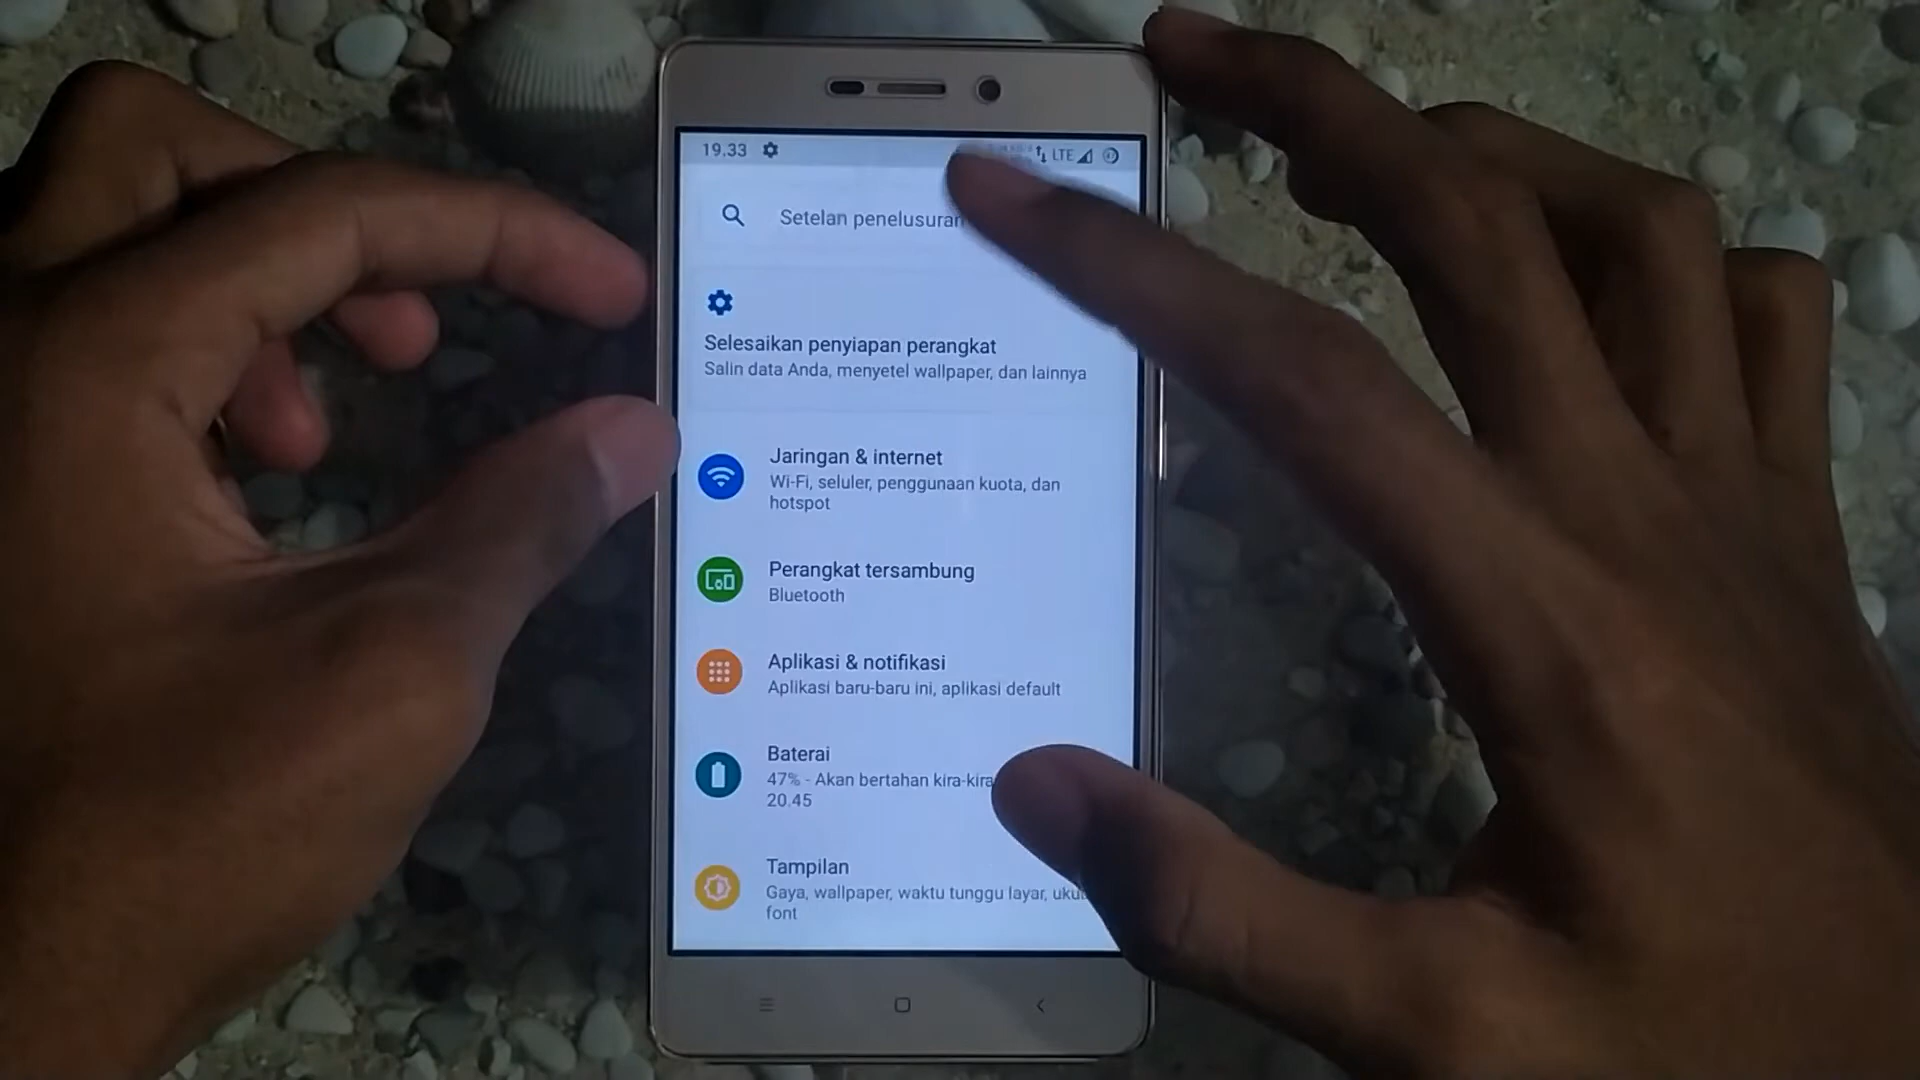 19.33
LTE
Setelan penelusuran
Selesaikan penyiapan perangkat
Salin data Anda, menyetel wallpaper, dan lainnya
Jaringan & internet
Wi-Fi, seluler, penggunaan kuota, dan
hotspot
Perangkat tersambung
Bluetooth
Aplikasi & notifikasi
Aplikasi baru-baru ini, aplikasi default
Baterai
47% - Akan bertahan kira-kira
20.45
Tampilan
Gaya, wallpaper, waktu tunggu layar,
font